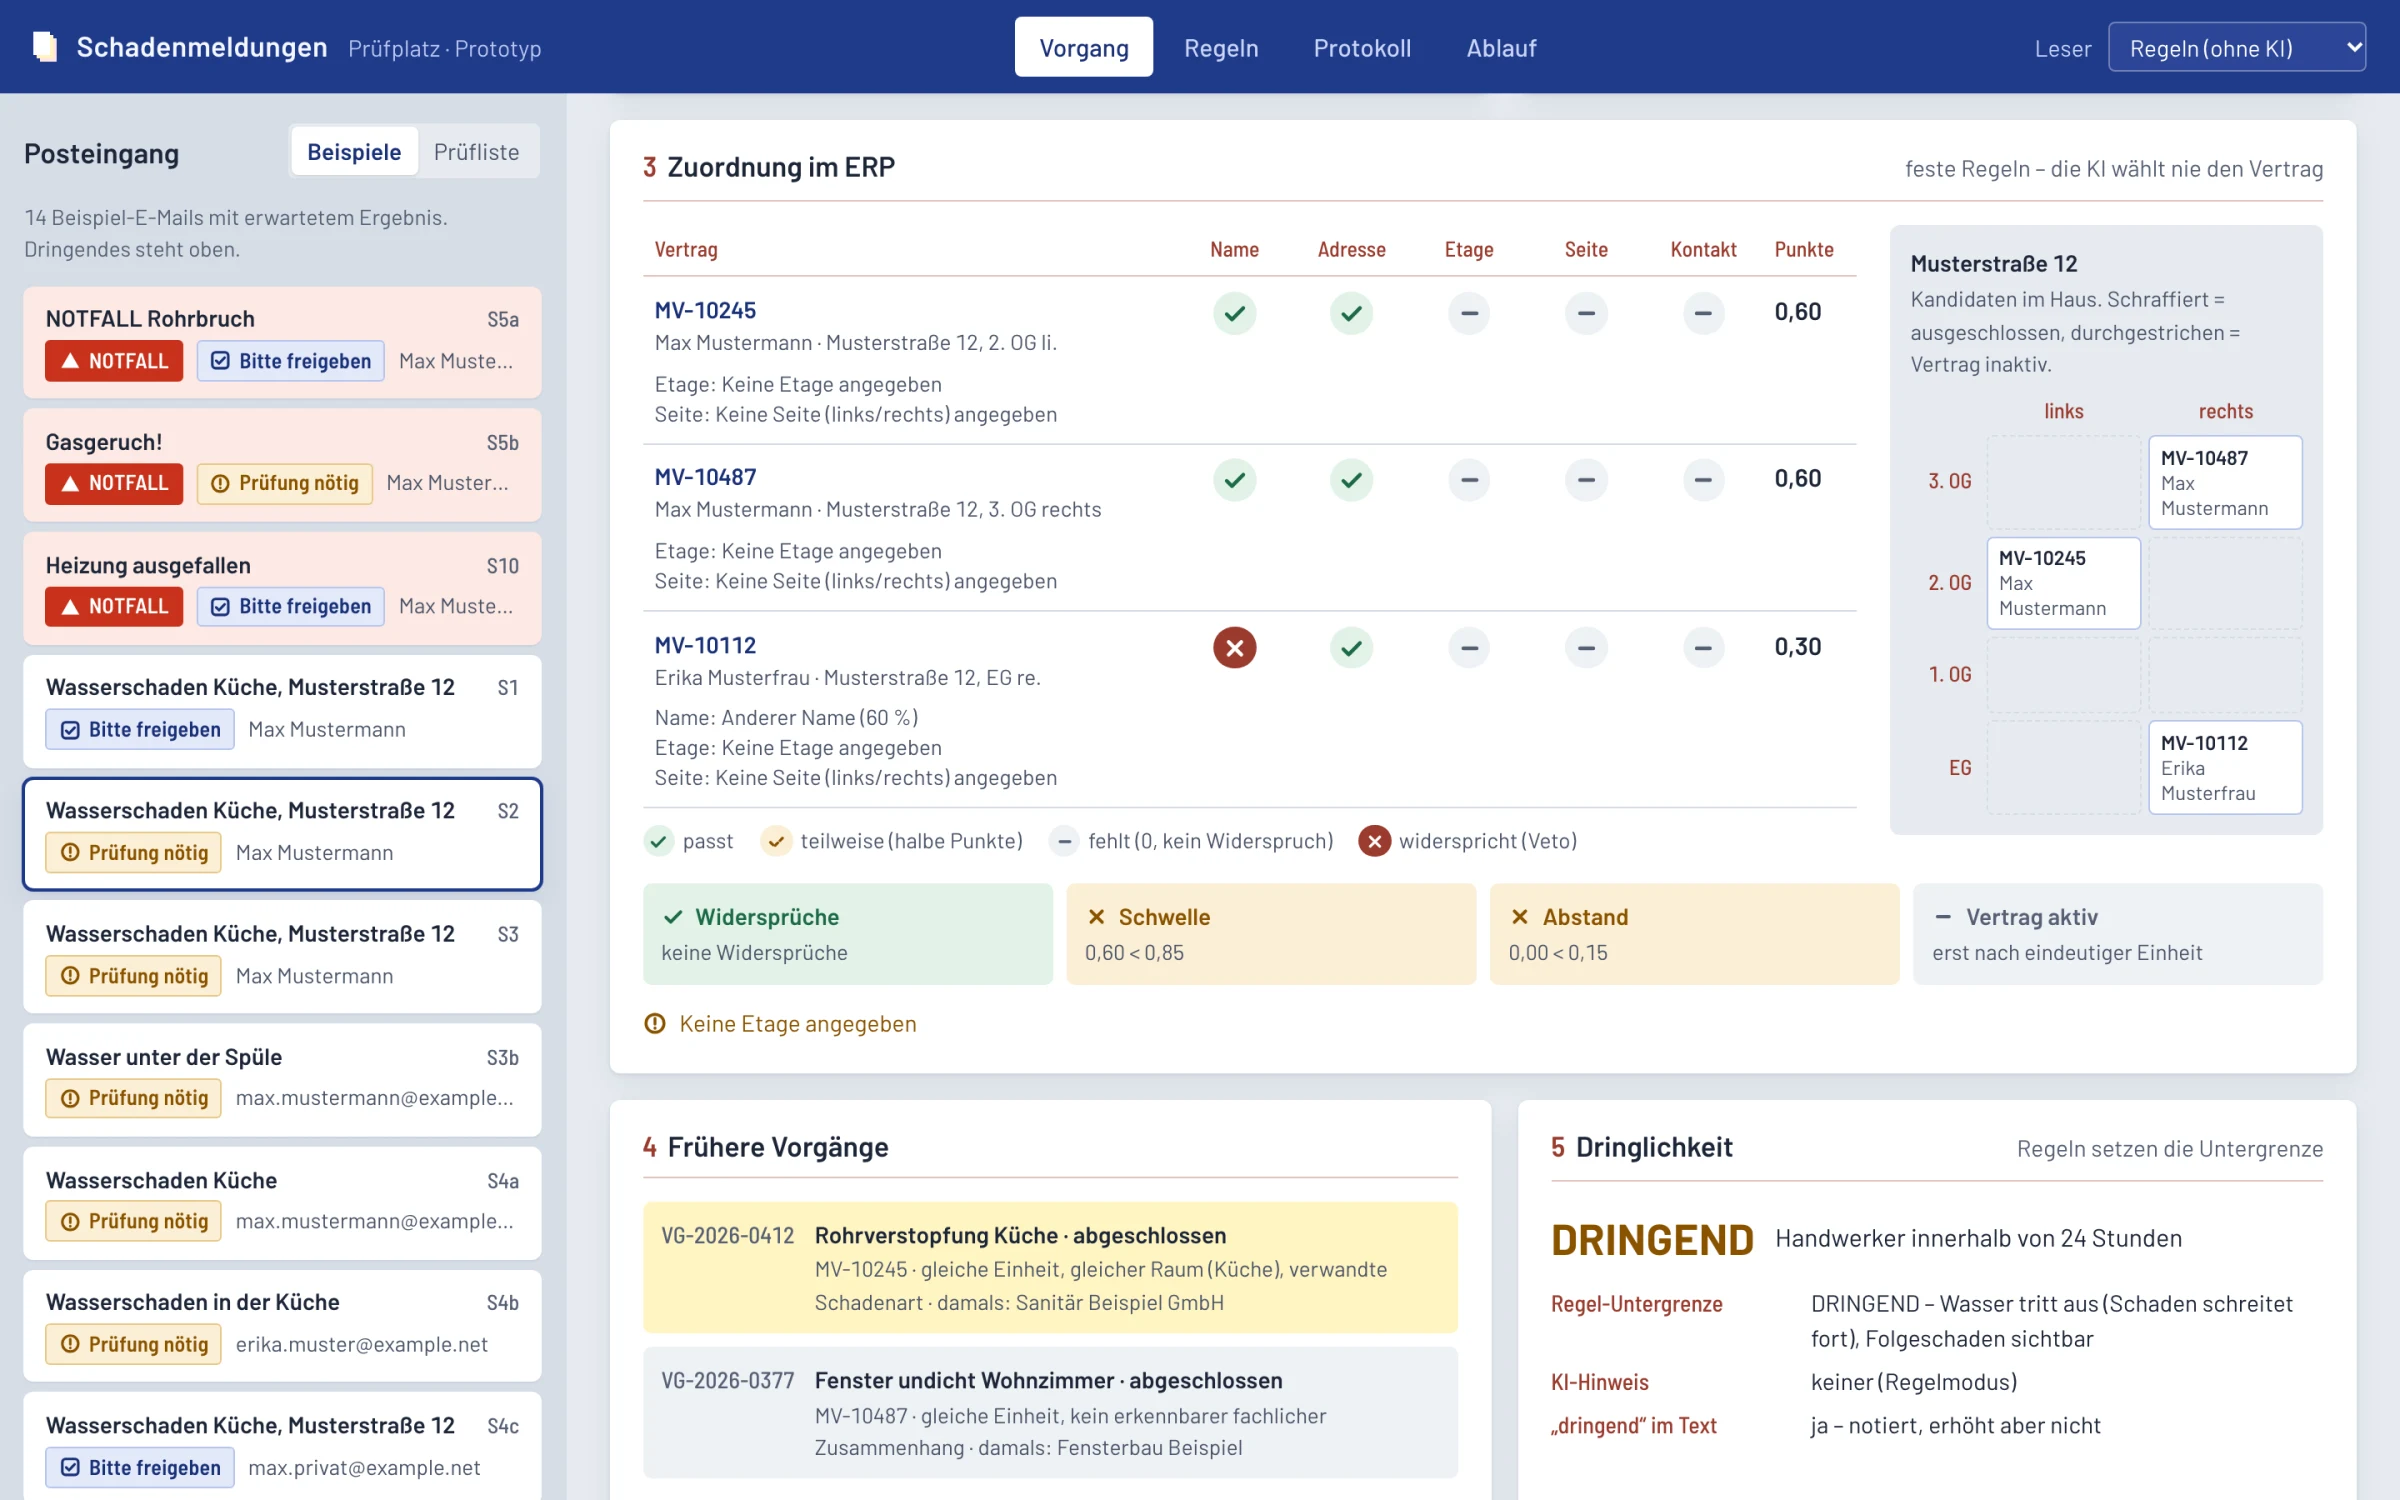 Schadenmeldungen Prüfplatz · Prototyp
Vorgang Regeln Protokoll Ablauf
Leser Regeln (ohne KI)
Posteingang
Beispiele Prüfliste
14 Beispiel-E-Mails mit erwartetem Ergebnis.
Dringendes steht oben.
NOTFALL Rohrbruch S5a
NOTFALL Bitte freigeben Max Muste...
Gasgeruch! S5b
NOTFALL Prüfung nötig Max Muster...
Heizung ausgefallen S10
NOTFALL Bitte freigeben Max Muste...
Wasserschaden Küche, Musterstraße 12 S1
Bitte freigeben Max Mustermann
Wasserschaden Küche, Musterstraße 12 S2
Prüfung nötig Max Mustermann
Wasserschaden Küche, Musterstraße 12 S3
Prüfung nötig Max Mustermann
Wasser unter der Spüle S3b
Prüfung nötig max.mustermann@example...
Wasserschaden Küche S4a
Prüfung nötig max.mustermann@example...
Wasserschaden in der Küche S4b
Prüfung nötig erika.muster@example.net
Wasserschaden Küche, Musterstraße 12 S4c
Bitte freigeben max.privat@example.net
3 Zuordnung im ERP
feste Regeln – die KI wählt nie den Vertrag
Vertrag Name Adresse Etage Seite Kontakt Punkte
MV-10245 0,60
Max Mustermann · Musterstraße 12, 2. OG li.
Etage: Keine Etage angegeben
Seite: Keine Seite (links/rechts) angegeben
MV-10487 0,60
Max Mustermann · Musterstraße 12, 3. OG rechts
Etage: Keine Etage angegeben
Seite: Keine Seite (links/rechts) angegeben
MV-10112 0,30
Erika Musterfrau · Musterstraße 12, EG re.
Name: Anderer Name (60 %)
Etage: Keine Etage angegeben
Seite: Keine Seite (links/rechts) angegeben
passt teilweise (halbe Punkte) fehlt (0, kein Widerspruch) widerspricht (Veto)
Musterstraße 12
Kandidaten im Haus. Schraffiert =
ausgeschlossen, durchgestrichen =
Vertrag inaktiv.
links rechts
3. OG
MV-10487
Max
Mustermann
2. OG
MV-10245
Max
Mustermann
1. OG
EG
MV-10112
Erika
Musterfrau
Widersprüche
keine Widersprüche
Schwelle
0,60 < 0,85
Abstand
0,00 < 0,15
Vertrag aktiv
erst nach eindeutiger Einheit
Keine Etage angegeben
4 Frühere Vorgänge
VG-2026-0412 Rohrverstopfung Küche · abgeschlossen
MV-10245 · gleiche Einheit, gleicher Raum (Küche), verwandte
Schadenart · damals: Sanitär Beispiel GmbH
VG-2026-0377 Fenster undicht Wohnzimmer · abgeschlossen
MV-10487 · gleiche Einheit, kein erkennbarer fachlicher
Zusammenhang · damals: Fensterbau Beispiel
5 Dringlichkeit
Regeln setzen die Untergrenze
DRINGEND Handwerker innerhalb von 24 Stunden
Regel-Untergrenze DRINGEND – Wasser tritt aus (Schaden schreitet
fort), Folgeschaden sichtbar
KI-Hinweis keiner (Regelmodus)
„dringend“ im Text ja – notiert, erhöht aber nicht